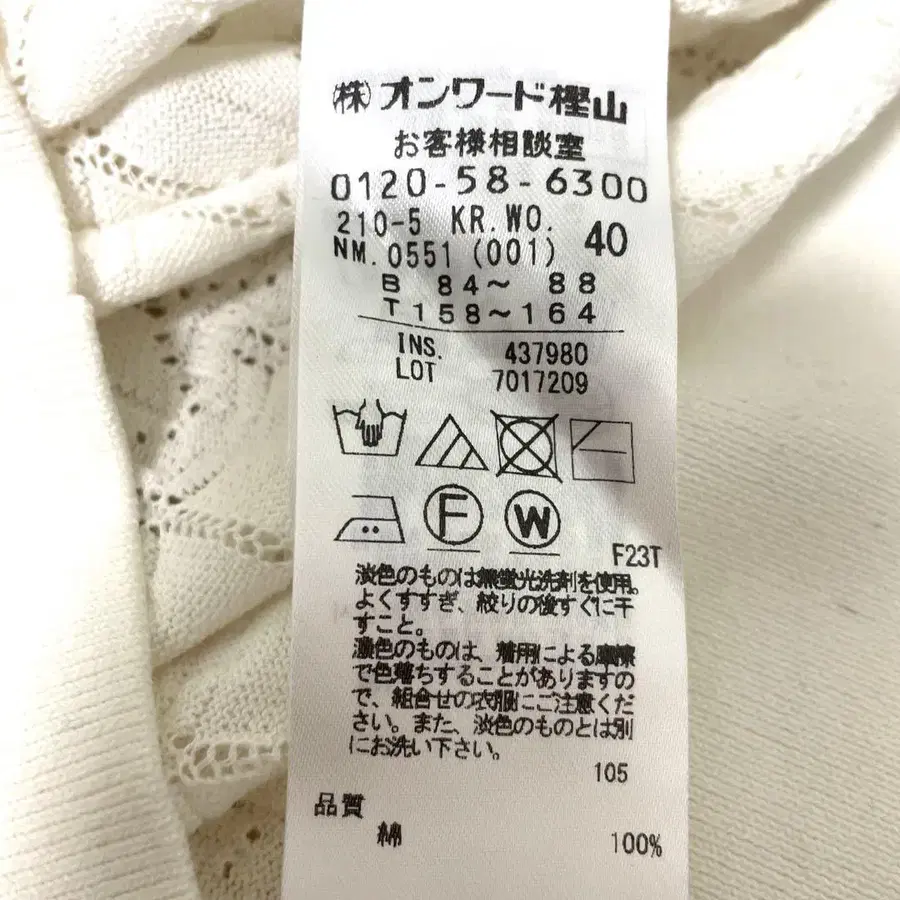 (株)オンワード樫山
お客様相談室
0120-58-6300
210-5 KR.WO. 40
NM.0551(001)
B 84～88
T 158～164
INS. 437980
LOT 7017209
F
W
F23T
淡色のものは無蛍光洗剤を使用。
よくすすぎ、絞りの後すぐに干
すこと。
濃色のものは、着用による摩擦
で色落ちすることがありますの
で、組合せの衣服にご注意くだ
さい。また、淡色のものとは別
にお洗い下さい。
105
品質
綿 100%